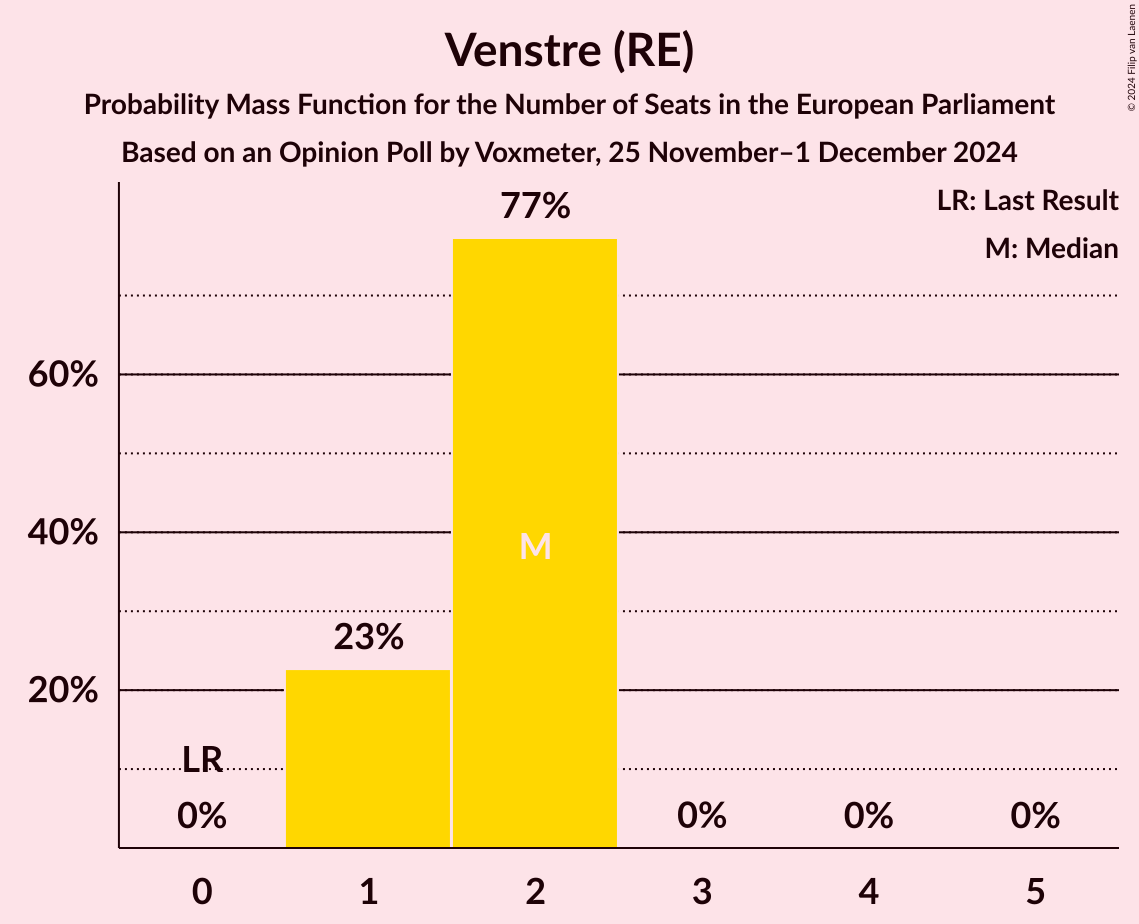 Venstre (RE)
Probability Mass Function for the Number of Seats in the European Parliament
Based on an Opinion Poll by Voxmeter, 25 November–1 December 2024
© 2024 Filip van Laenen
LR: Last Result
M: Median
77%
60%
40%
M
23%
20%
LR
0%
0%
0%
0%
0
1
2
3
4
5